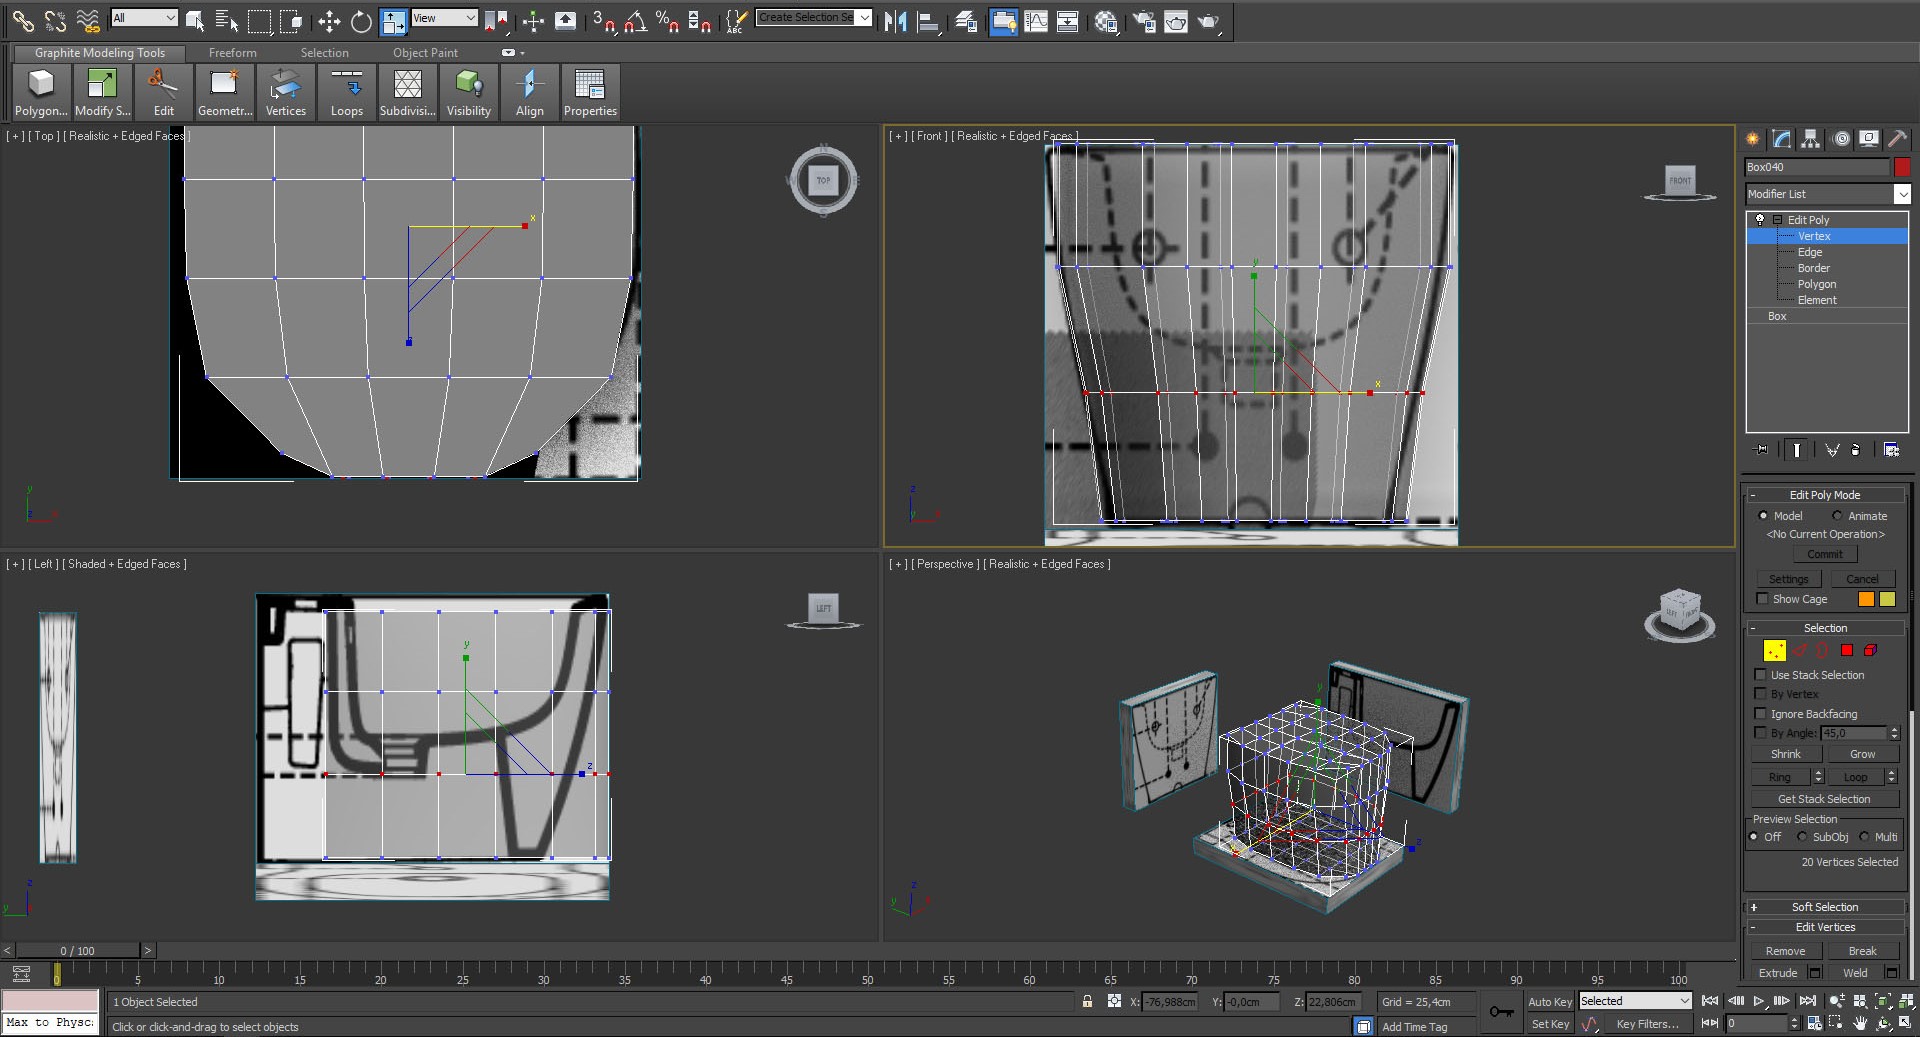 All
View
Create Selection Se
Graphite Modeling Tools
Freeform
Selection
Object Paint
Polygon...
Modify S...
Edit
Geometr...
Vertices
Loops
Subdivisi...
Visibility
Align
Properties
[ + ] [ Top ] [ Realistic + Edged Faces ]
TOP
[ + ] [ Front ] [ Realistic + Edged Faces ]
FRONT
[ + ] [ Left ] [ Shaded + Edged Faces ]
LEFT
[ + ] [ Perspective ] [ Realistic + Edged Faces ]
Box040
Modifier List
Edit Poly
Vertex
Edge
Border
Polygon
Element
Box
- Edit Poly Mode
Model Animate
<No Current Operation>
Commit
Settings Cancel
Show Cage
- Selection
Use Stack Selection
By Vertex
Ignore Backfacing
By Angle: 45,0
Shrink Grow
Ring Loop
Get Stack Selection
Preview Selection
Off SubObj Multi
20 Vertices Selected
+ Soft Selection
- Edit Vertices
Remove Break
Extrude Weld
< 0 / 100 >
0 5 10 15 20 25 30 35 40 45 50 55 60 65 70 75 80 85 90 95 100
1 Object Selected
X: -76,988cm Y: -0,0cm Z: 22,806cm Grid = 25,4cm
Auto Key Selected
Max to Physc:
Click or click-and-drag to select objects
Add Time Tag
Set Key Key Filters...
0